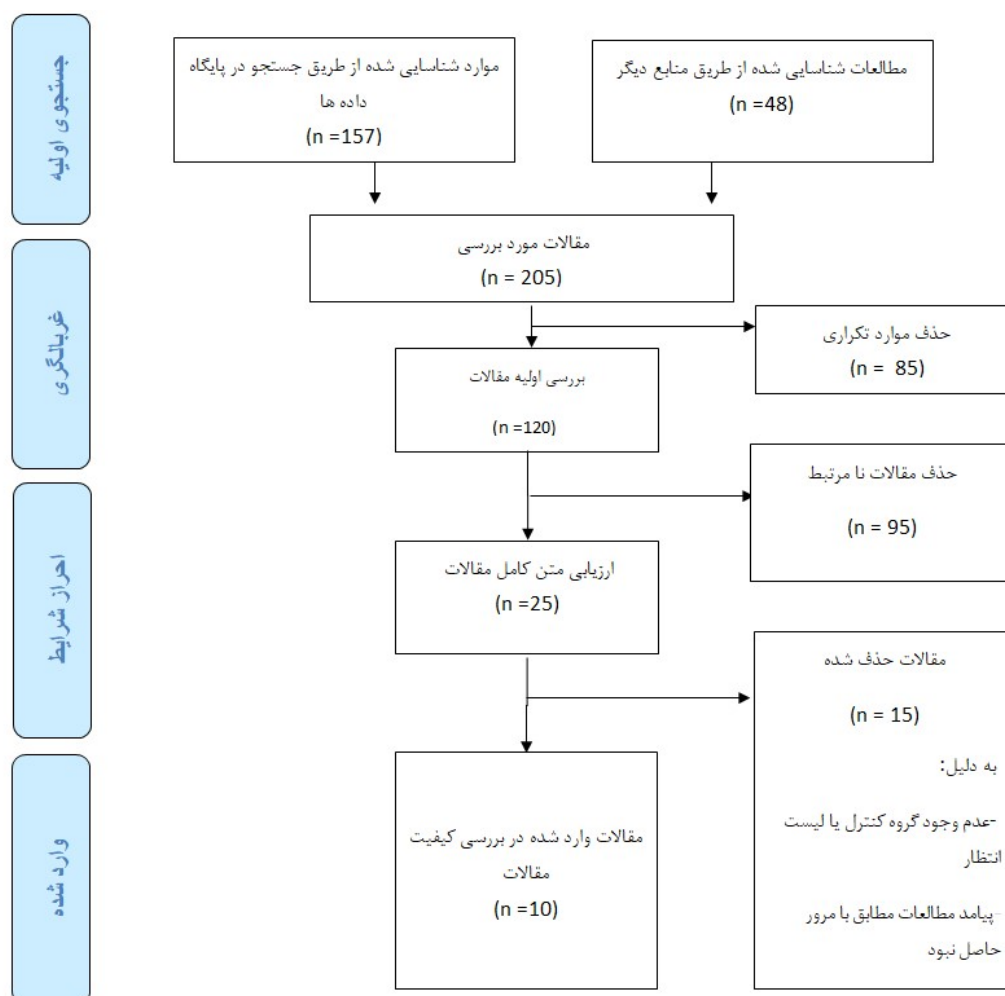 جستجوی اولیه
مطالعات شناسایی شده از طریق منابع دیگر
(n =48)
موارد شناسایی شده از طریق جستجو در پایگاه
داده ها
(n =157)
مقالات مورد بررسی
(n = 205)
غربالگری
حذف موارد تکراری
(n = 85)
بررسی اولیه مقالات
(n =120)
حذف مقالات نا مرتبط
(n = 95)
احراز شرایط
ارزیابی متن کامل مقالات
(n =25)
مقالات حذف شده
(n = 15)
به دلیل:
-عدم وجود گروه کنترل یا لیست
انتظار
-پیامد مطالعات مطابق با مرور
حاصل نبود
وارد شده
مقالات وارد شده در بررسی کیفیت
مقالات
(n =10)